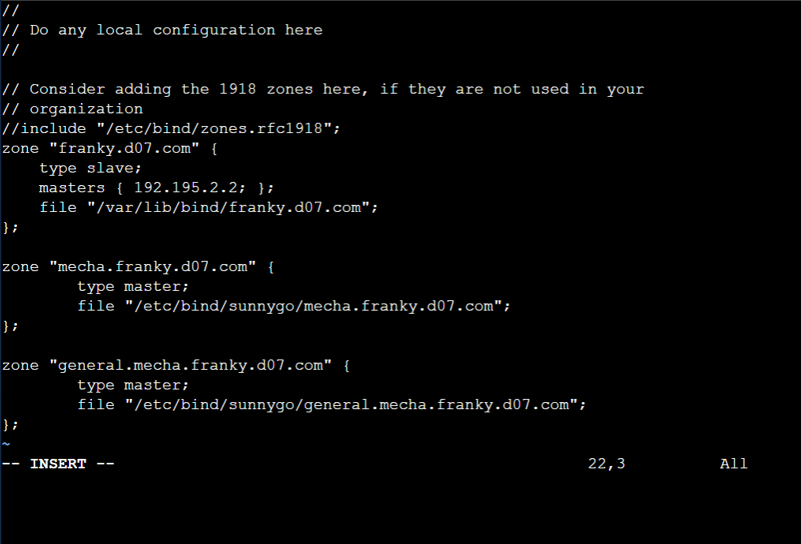 //
// Do any local configuration here
//
// Consider adding the 1918 zones here, if they are not used in your
// organization
//include "/etc/bind/zones.rfc1918";
zone "franky.d07.com" {
    type slave;
    masters { 192.195.2.2; };
    file "/var/lib/bind/franky.d07.com";
};
zone "mecha.franky.d07.com" {
        type master;
        file "/etc/bind/sunnygo/mecha.franky.d07.com";
};
zone "general.mecha.franky.d07.com" {
        type master;
        file "/etc/bind/sunnygo/general.mecha.franky.d07.com";
};
~
-- INSERT -- 22,3 All